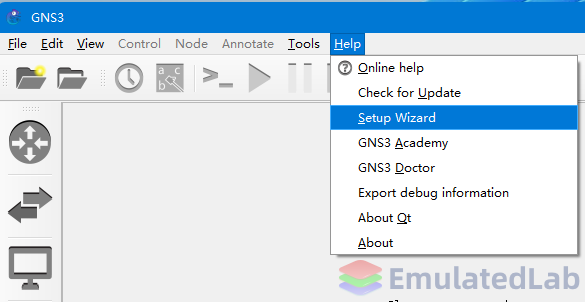 GNS3
File Edit View Control Node Annotate Tools Help
Online help
Check for Update
Setup Wizard
GNS3 Academy
GNS3 Doctor
Export debug information
About Qt
About
EmulatedLab